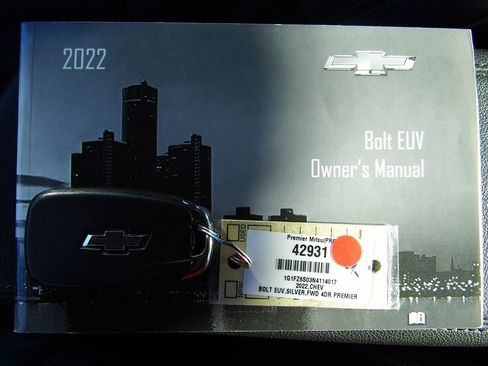 2022
Bolt EUV
Owner's Manual
Premier Mitsu(PR
42931
1G1FZ6S03N4114017
2022,CHEV
BOLT EUV,SILVER,FWD 4DR PREMIER